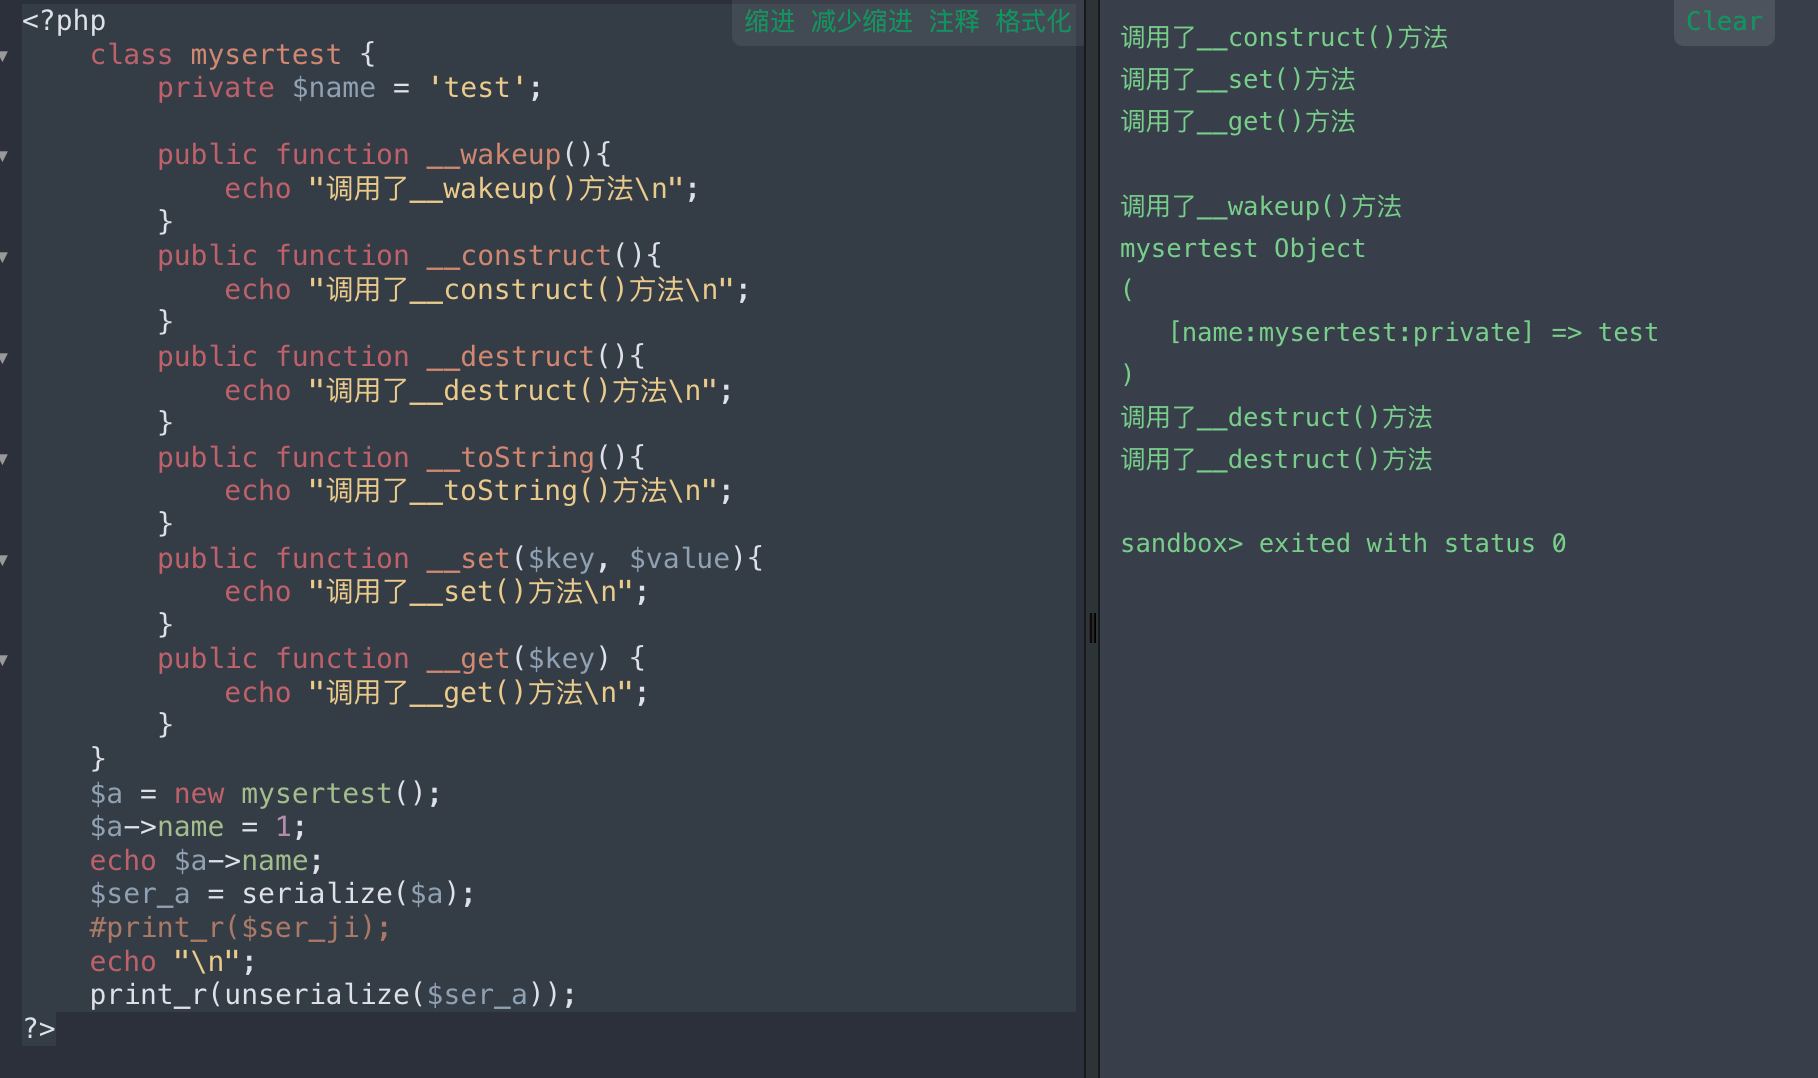 <?php
缩进 减少缩进 注释 格式化
class mysertest {
private $name = 'test';
public function __wakeup(){
echo "调用了__wakeup()方法\n";
}
public function __construct(){
echo "调用了__construct()方法\n";
}
public function __destruct(){
echo "调用了__destruct()方法\n";
}
public function __toString(){
echo "调用了__toString()方法\n";
}
public function __set($key, $value){
echo "调用了__set()方法\n";
}
public function __get($key) {
echo "调用了__get()方法\n";
}
}
$a = new mysertest();
$a->name = 1;
echo $a->name;
$ser_a = serialize($a);
#print_r($ser_ji);
echo "\n";
print_r(unserialize($ser_a));
?>
Clear
调用了__construct()方法
调用了__set()方法
调用了__get()方法
调用了__wakeup()方法
mysertest Object
(
[name:mysertest:private] => test
)
调用了__destruct()方法
调用了__destruct()方法
sandbox> exited with status 0